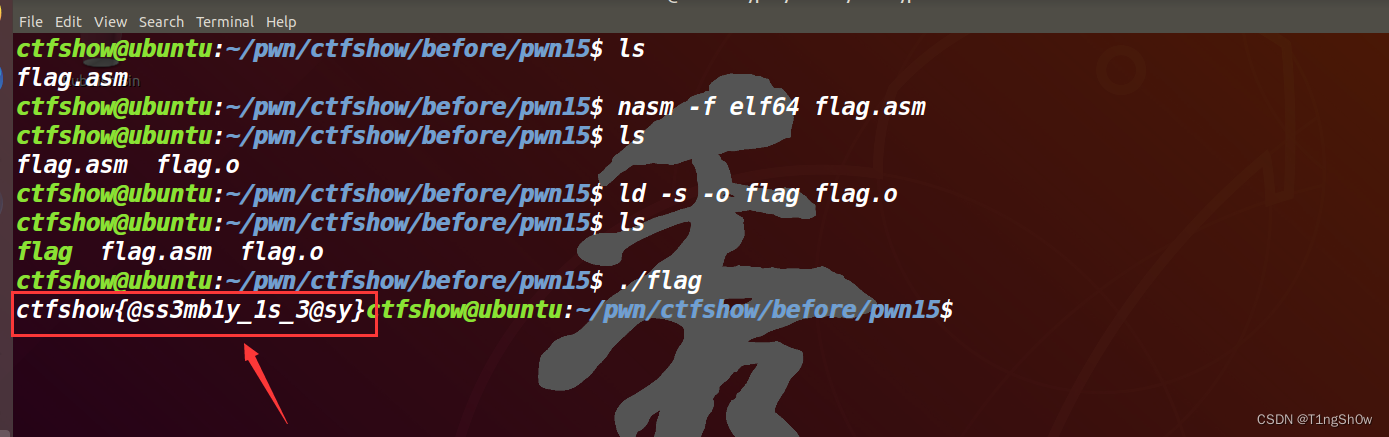 File Edit View Search Terminal Help
ctfshow@ubuntu:~/pwn/ctfshow/before/pwn15$ ls
flag.asm
ctfshow@ubuntu:~/pwn/ctfshow/before/pwn15$ nasm -f elf64 flag.asm
ctfshow@ubuntu:~/pwn/ctfshow/before/pwn15$ ls
flag.asm flag.o
ctfshow@ubuntu:~/pwn/ctfshow/before/pwn15$ ld -s -o flag flag.o
ctfshow@ubuntu:~/pwn/ctfshow/before/pwn15$ ls
flag flag.asm flag.o
ctfshow@ubuntu:~/pwn/ctfshow/before/pwn15$ ./flag
ctfshow{@ss3mb1y_1s_3@sy}ctfshow@ubuntu:~/pwn/ctfshow/before/pwn15$
CSDN @T1ngSh0w